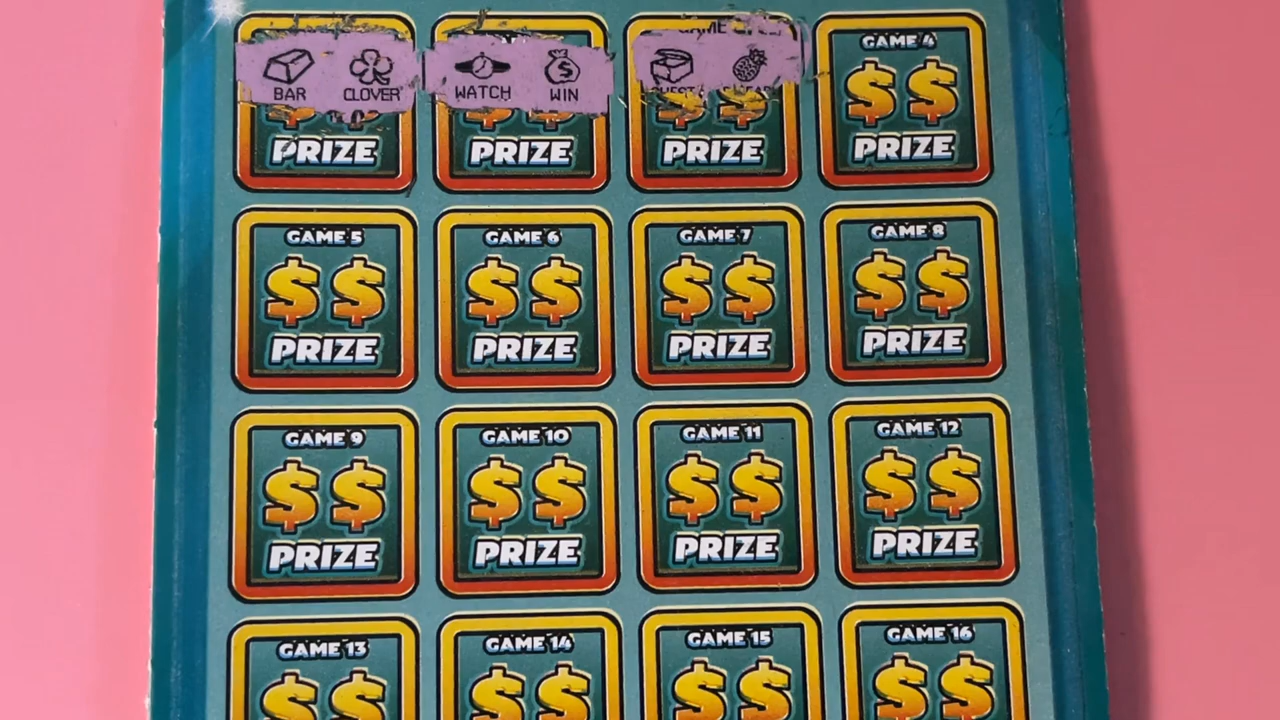 GAME 4
BAR CLOVER WATCH WIN
$$ $$ $$ $$
PRIZE PRIZE PRIZE PRIZE
GAME 5 GAME 6 GAME 7 GAME 8
$$ $$ $$ $$
PRIZE PRIZE PRIZE PRIZE
GAME 9 GAME 10 GAME 11 GAME 12
$$ $$ $$ $$
PRIZE PRIZE PRIZE PRIZE
GAME 13 GAME 14 GAME 15 GAME 16
$$ $$ $$ $$